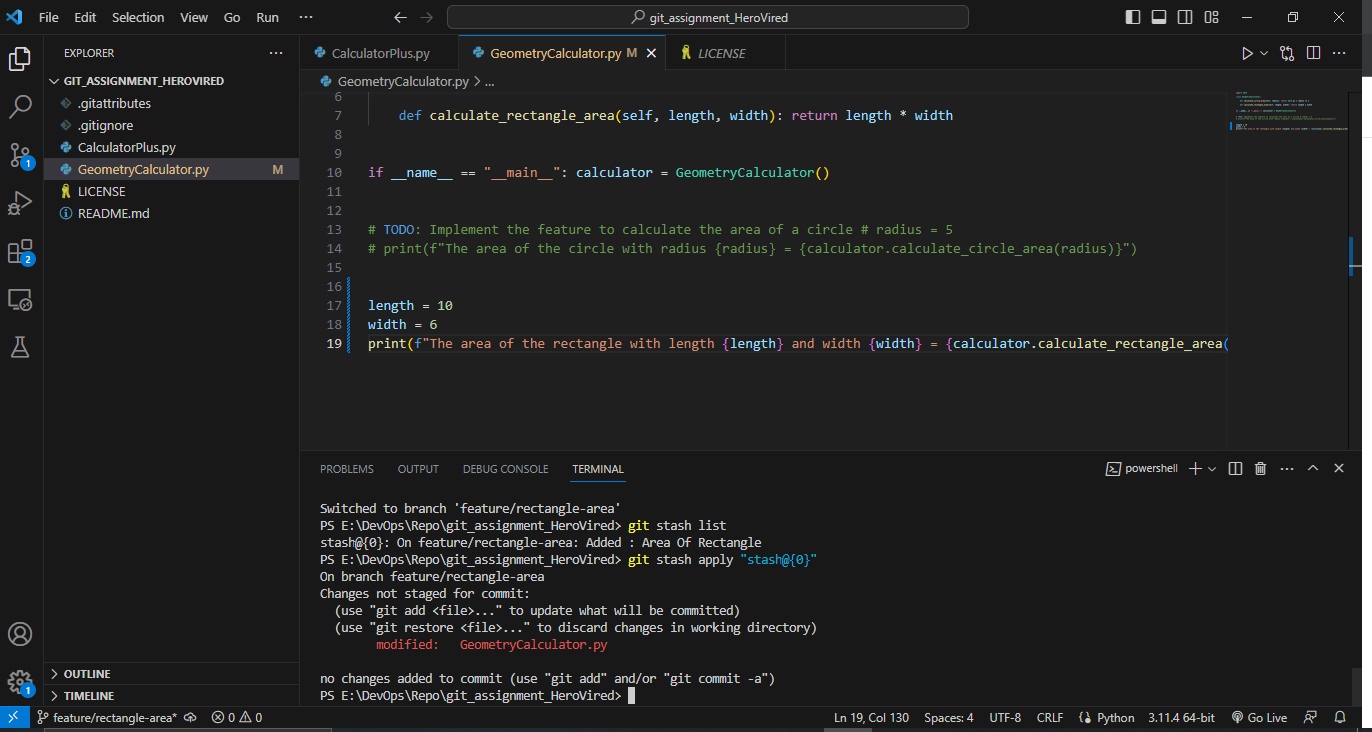 File Edit Selection View Go Run ··· git_assignment_HeroVired
EXPLORER ···
GIT_ASSIGNMENT_HEROVIRED
.gitattributes
.gitignore
CalculatorPlus.py
GeometryCalculator.py M
LICENSE
README.md
OUTLINE
TIMELINE
1
2
1
CalculatorPlus.py GeometryCalculator.py M LICENSE
GeometryCalculator.py > ...
6
7 def calculate_rectangle_area(self, length, width): return length * width
8
9
10 if __name__ == "__main__": calculator = GeometryCalculator()
11
12
13 # TODO: Implement the feature to calculate the area of a circle # radius = 5
14 # print(f"The area of the circle with radius {radius} = {calculator.calculate_circle_area(radius)}")
15
16
17 length = 10
18 width = 6
19 print(f"The area of the rectangle with length {length} and width {width} = {calculator.calculate_rectangle_area(
PROBLEMS OUTPUT DEBUG CONSOLE TERMINAL powershell
Switched to branch 'feature/rectangle-area'
PS E:\DevOps\Repo\git_assignment_HeroVired> git stash list
stash@{0}: On feature/rectangle-area: Added : Area Of Rectangle
PS E:\DevOps\Repo\git_assignment_HeroVired> git stash apply "stash@{0}"
On branch feature/rectangle-area
Changes not staged for commit:
(use "git add <file>..." to update what will be committed)
(use "git restore <file>..." to discard changes in working directory)
modified: GeometryCalculator.py
no changes added to commit (use "git add" and/or "git commit -a")
PS E:\DevOps\Repo\git_assignment_HeroVired>
feature/rectangle-area* 0 0 Ln 19, Col 130 Spaces: 4 UTF-8 CRLF Python 3.11.4 64-bit Go Live